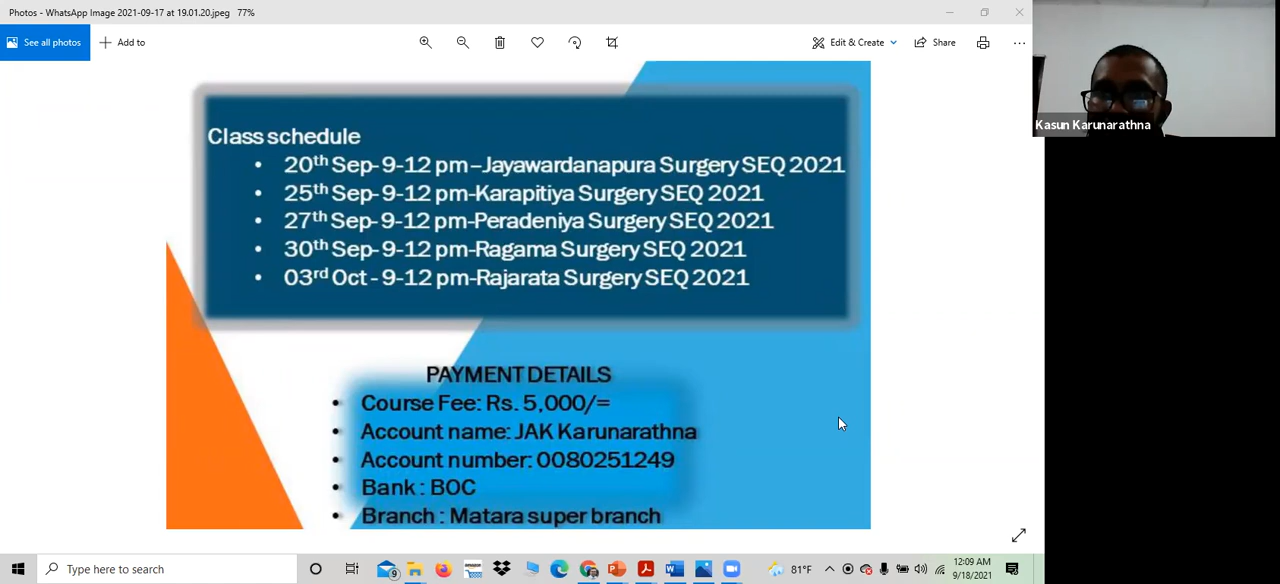 Photos - WhatsApp Image 2021-09-17 at 19.01.20.jpeg 77%
See all photos
Add to
Edit & Create
Share
Kasun Karunarathna
Class schedule
• 20th Sep- 9-12 pm –Jayawardanapura Surgery SEQ 2021
• 25th Sep- 9-12 pm-Karapitiya Surgery SEQ 2021
• 27th Sep- 9-12 pm-Peradeniya Surgery SEQ 2021
• 30th Sep- 9-12 pm-Ragama Surgery SEQ 2021
• 03rd Oct - 9-12 pm-Rajarata Surgery SEQ 2021
PAYMENT DETAILS
• Course Fee: Rs. 5,000/=
• Account name: JAK Karunarathna
• Account number: 0080251249
• Bank : BOC
• Branch : Matara super branch
Type here to search
9
81°F
12:09 AM
9/18/2021